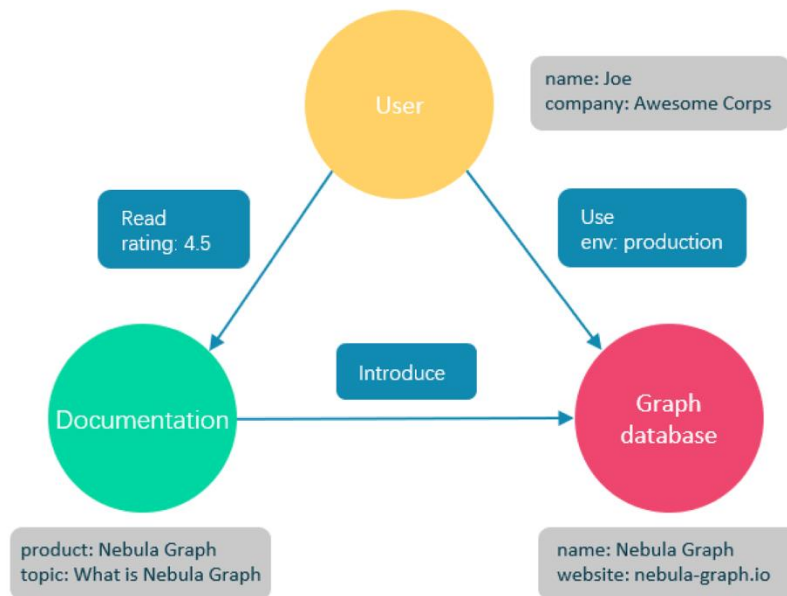 User
name: Joe
company: Awesome Corps
Read
rating: 4.5
Use
env: production
Introduce
Documentation
Graph
database
product: Nebula Graph
topic: What is Nebula Graph
name: Nebula Graph
website: nebula-graph.io